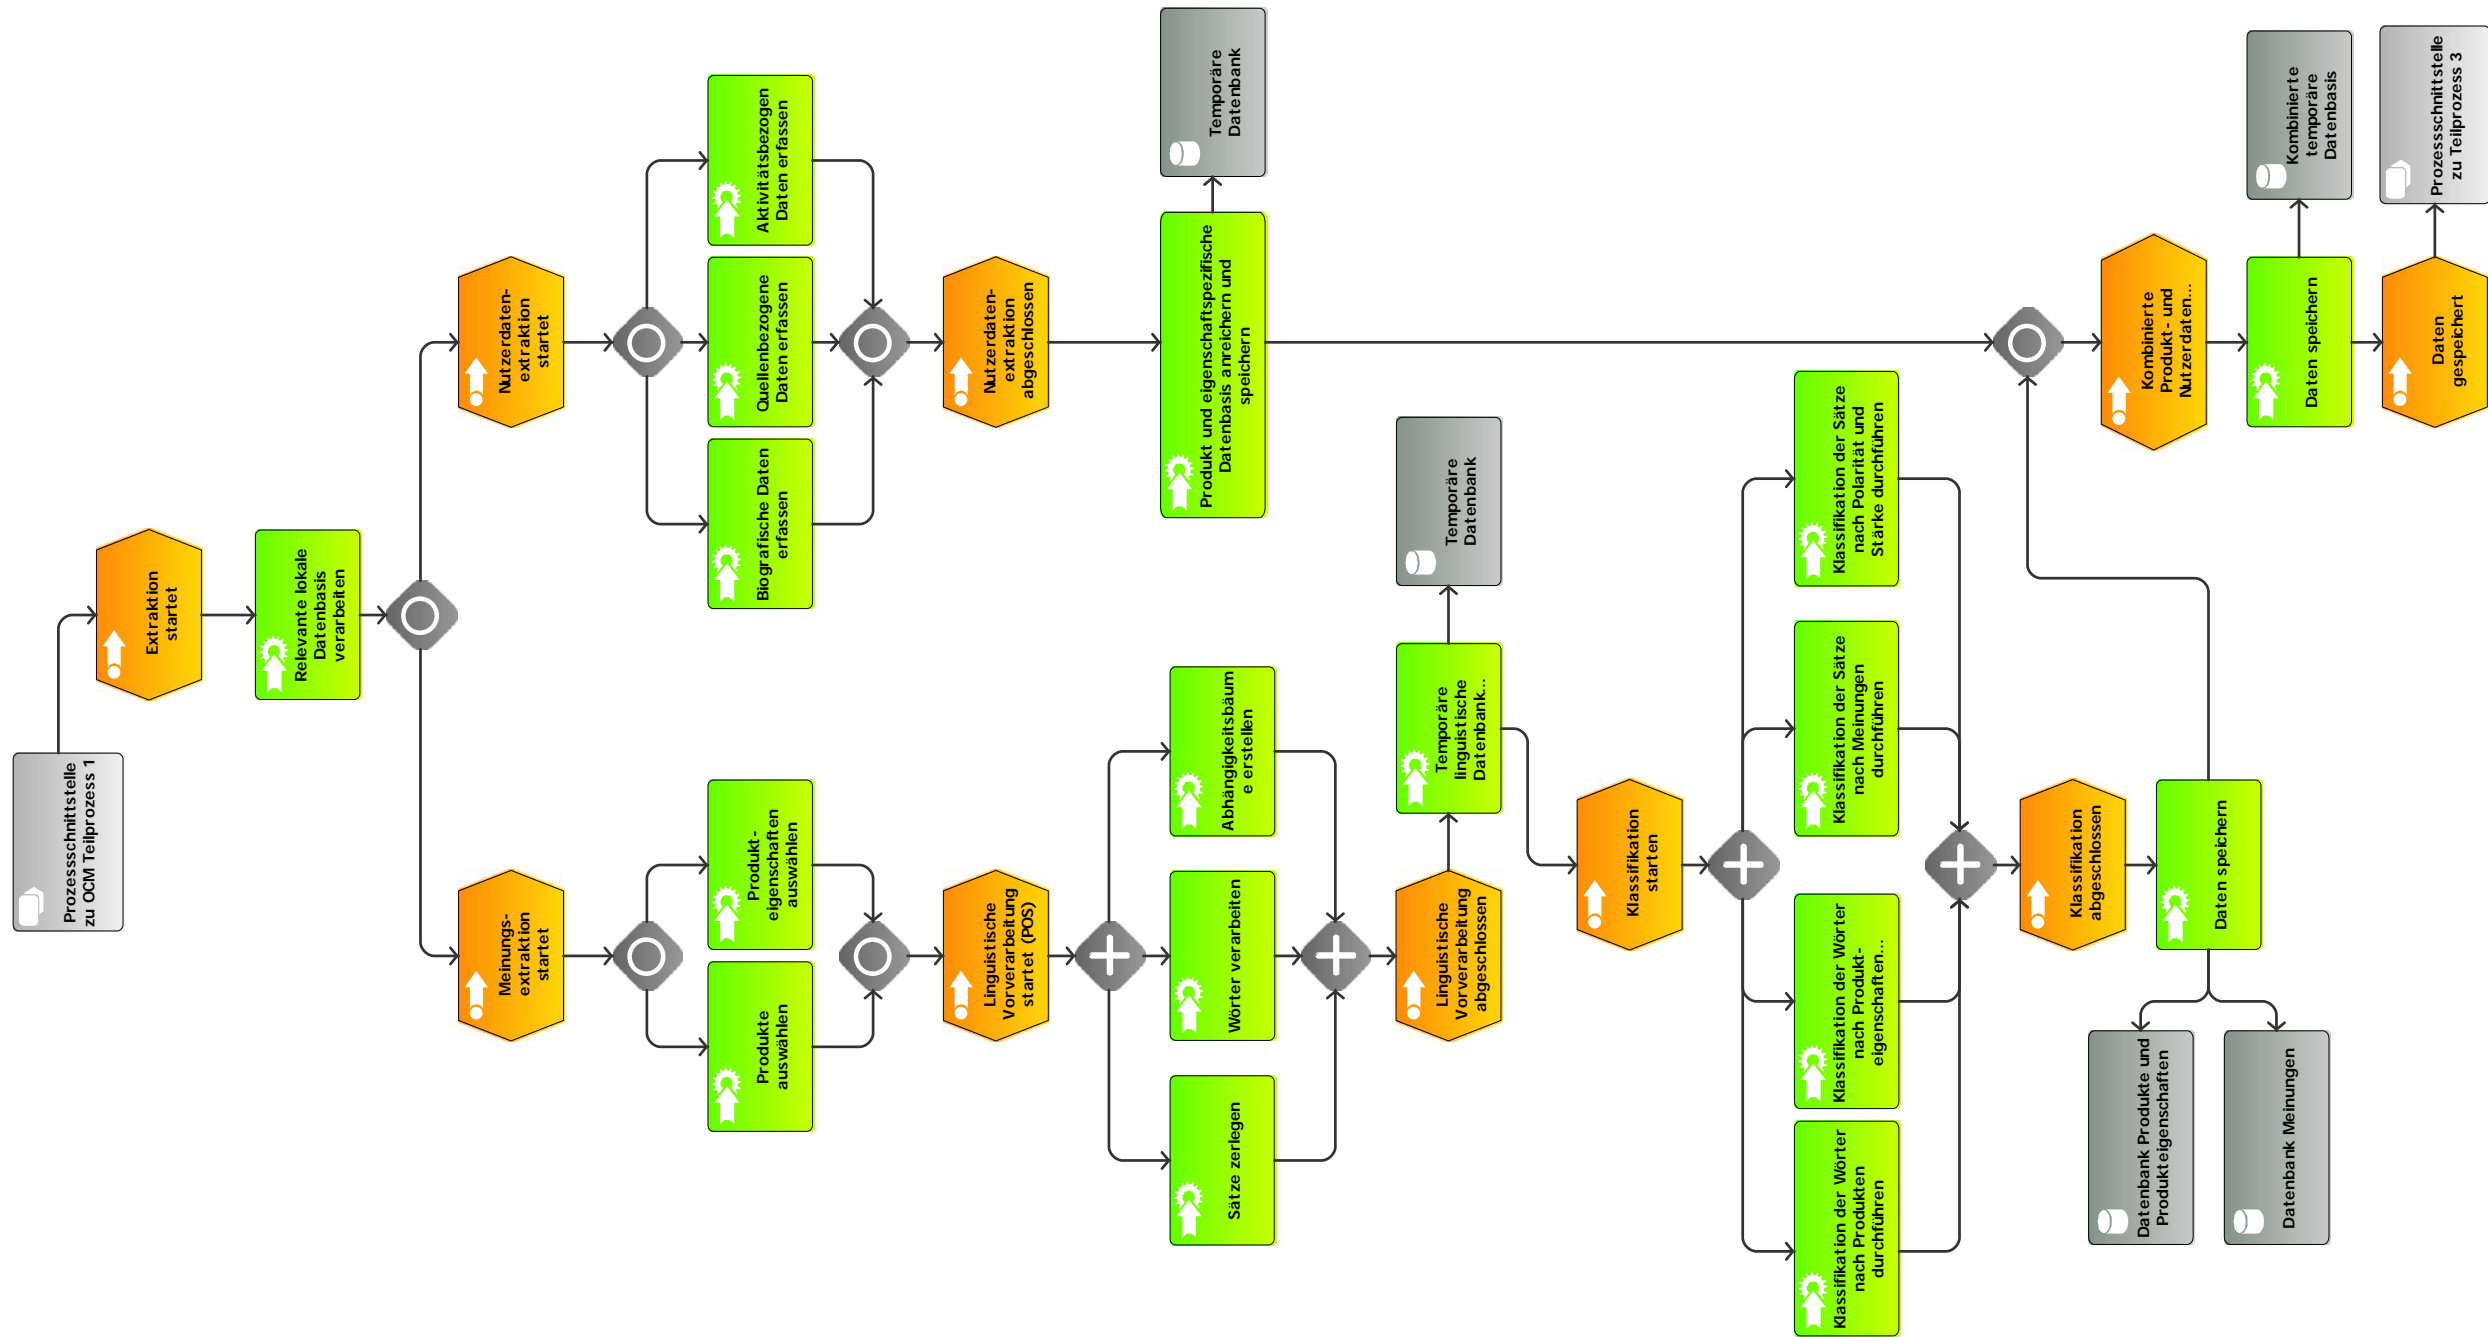 Prozessschnittstelle
zu OCM Teilprozess 1
Extraktion
startet
Relevante lokale
Datenbasis
verarbeiten
Meinungs-
extraktion
startet
Nutzerdaten-
extraktion
startet
Produkte
auswählen
Produkt-
eigenschaften
auswählen
Biografische Daten
erfassen
Quellenbezogene
Daten erfassen
Aktivitätsbezogen
Daten erfassen
Linguistische
Vorverarbeitung
startet (POS)
Nutzerdaten-
extraktion
abgeschlossen
Sätze zerlegen
Wörter verarbeiten
Abhängigkeitsbäum
e erstellen
Produkt und eigenschaftspezifische
Datenbasis anreichern und
speichern
Temporäre
Datenbank
Linguistische
Vorverarbeitung
abgeschlossen
Temporäre
linguistische
Datenbank...
Temporäre
Datenbank
Klassifikation
starten
Klassifikation der Wörter
nach Produkten
durchführen
Klassifikation der Wörter
nach Produkt-
eigenschaften...
Klassifikation der Sätze
nach Meinungen
durchführen
Klassifikation der Sätze
nach Polarität und
Stärke durchführen
Klassifikation
abgeschlossen
Daten speichern
Datenbank Produkte und
Produkteigenschaften
Datenbank Meinungen
Kombinierte
Produkt- und
Nutzerdaten...
Daten speichern
Kombinierte
temporäre
Datenbasis
Daten
gespeichert
Prozessschnittstelle
zu Teilprozess 3